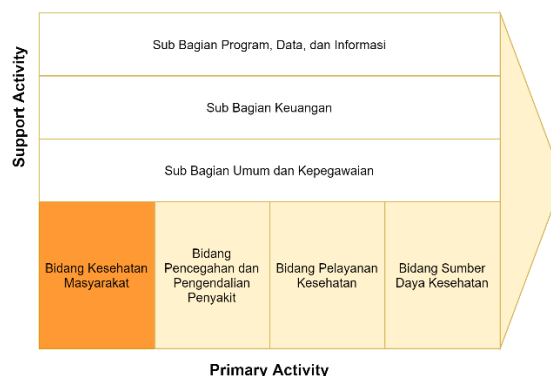 Support Activity
Sub Bagian Program, Data, dan Informasi
Sub Bagian Keuangan
Sub Bagian Umum dan Kepegawaian
Bidang Kesehatan
Masyarakat
Bidang
Pencegahan dan
Pengendalian
Penyakit
Bidang Pelayanan
Kesehatan
Bidang Sumber
Daya Kesehatan
Primary Activity